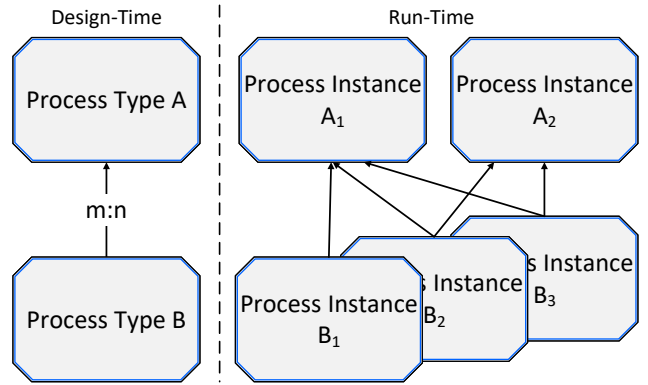 Design-Time
Run-Time
Process Type A
Process Instance
A1
Process Instance
A2
m:n
Process Type B
Process Instance
B1
s Instance
B2
s Instance
B3